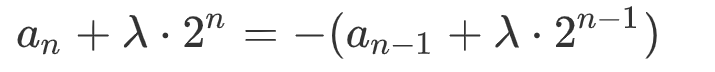 aₙ + λ · 2ⁿ = −(aₙ₋₁ + λ · 2ⁿ⁻¹)